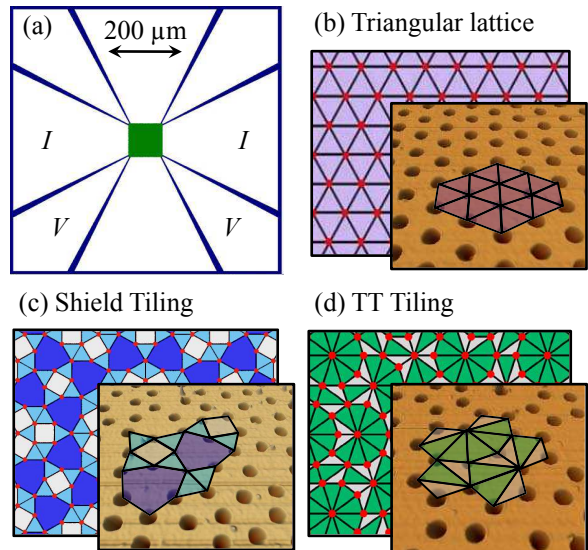 (a)
200 µm
I
I
V
V
(b) Triangular lattice
(c) Shield Tiling
(d) TT Tiling